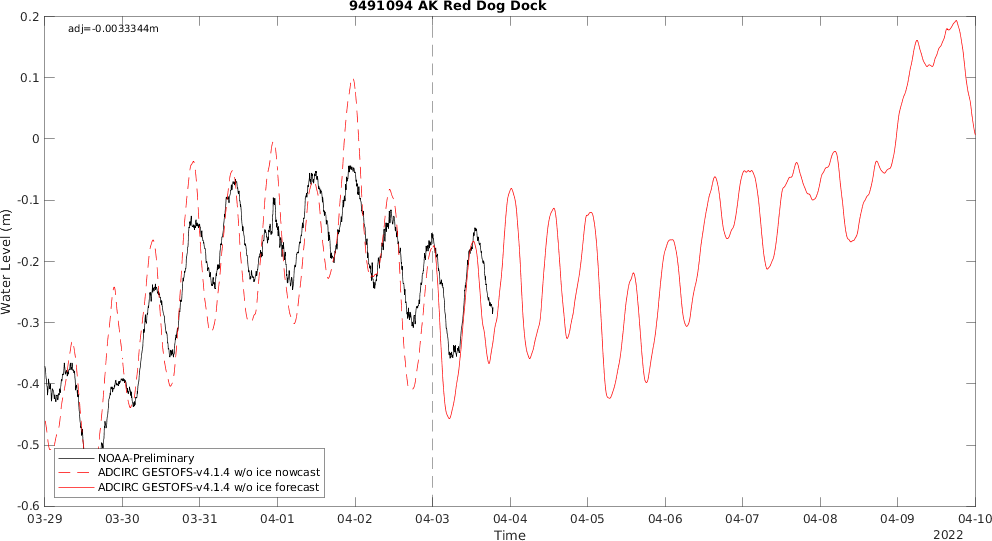 9491094 AK Red Dog Dock
adj=-0.0033344m
0.2
0.1
0
-0.1
-0.2
-0.3
-0.4
-0.5
-0.6
Water Level (m)
NOAA-Preliminary
ADCIRC GESTOFS-v4.1.4 w/o ice nowcast
ADCIRC GESTOFS-v4.1.4 w/o ice forecast
03-29 03-30 03-31 04-01 04-02 04-03 04-04 04-05 04-06 04-07 04-08 04-09 04-10
Time
2022